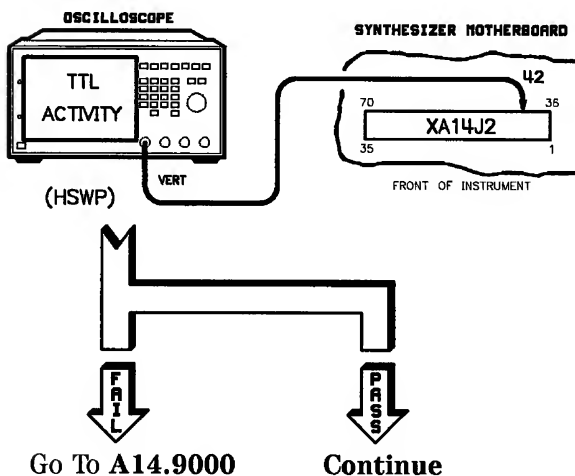 OSCILLOSCOPE
SYNTHESIZER MOTHERBOARD
TTL
ACTIVITY
42
70 36
XA14J2
35 1
VERT
FRONT OF INSTRUMENT
(HSWP)
FAIL
PASS
Go To A14.9000 Continue